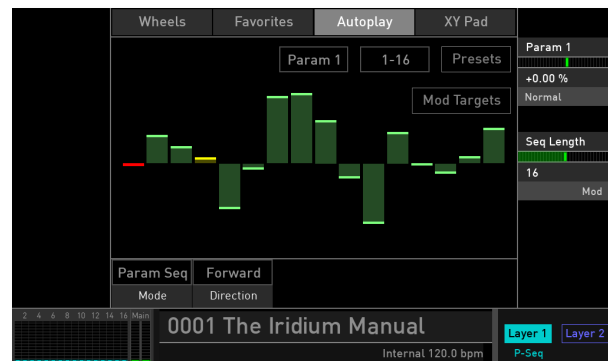 Wheels Favorites Autoplay XY Pad
Param 1 1-16 Presets
Mod Targets
Param 1
+0.00 %
Normal
Seq Length
16
Mod
Param Seq Forward
Mode Direction
2 4 6 8 10 12 14 16 Main
0001 The Iridium Manual
Internal 120.0 bpm
Layer 1 Layer 2
P-Seq